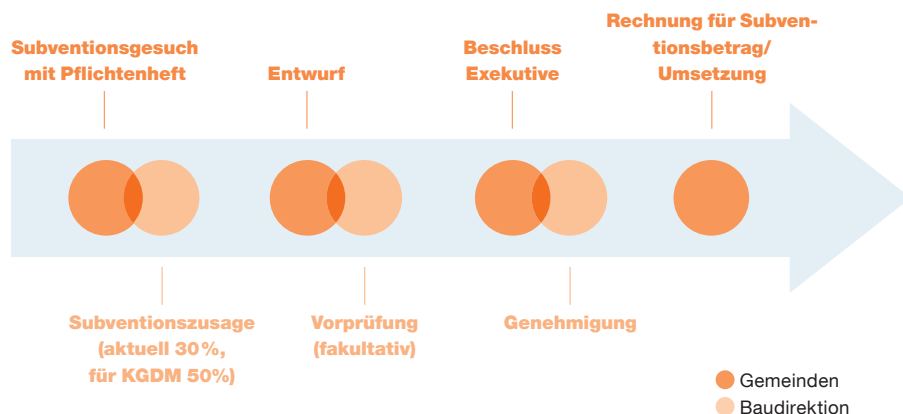 Subventionsgesuch
mit Pflichtenheft
Entwurf
Beschluss
Exekutive
Rechnung für Subven-
tionsbetrag/
Umsetzung
Subventionszusage
(aktuell 30%,
für KGDM 50%)
Vorprüfung
(fakultativ)
Genehmigung
Gemeinden
Baudirektion